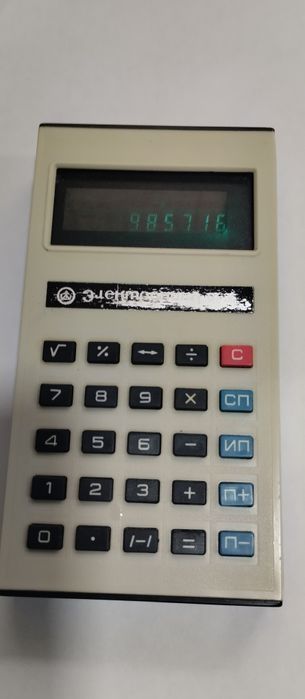 985716
√ % ↔ ÷ C
7 8 9 × СП
4 5 6 − ИП
1 2 3 + П+
0 . /−/ = П−